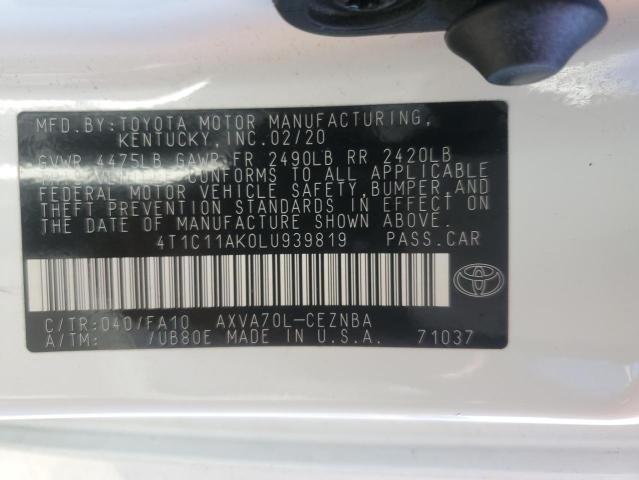 MFD.BY:TOYOTA MOTOR MANUFACTURING,
KENTUCKY, INC.02/20
GVWR 4475LB GAWR FR 2490LB RR 2420LB
THIS VEHICLE CONFORMS TO ALL APPLICABLE
FEDERAL MOTOR VEHICLE SAFETY, BUMPER, AND
THEFT PREVENTION STANDARDS IN EFFECT ON
THE DATE OF MANUFACTURE SHOWN ABOVE.
4T1C11AK0LU939819 PASS.CAR
C/TR:040/FA10 AXVA70L-CEZNBA
A/TM: /UB80E MADE IN U.S.A. 71037